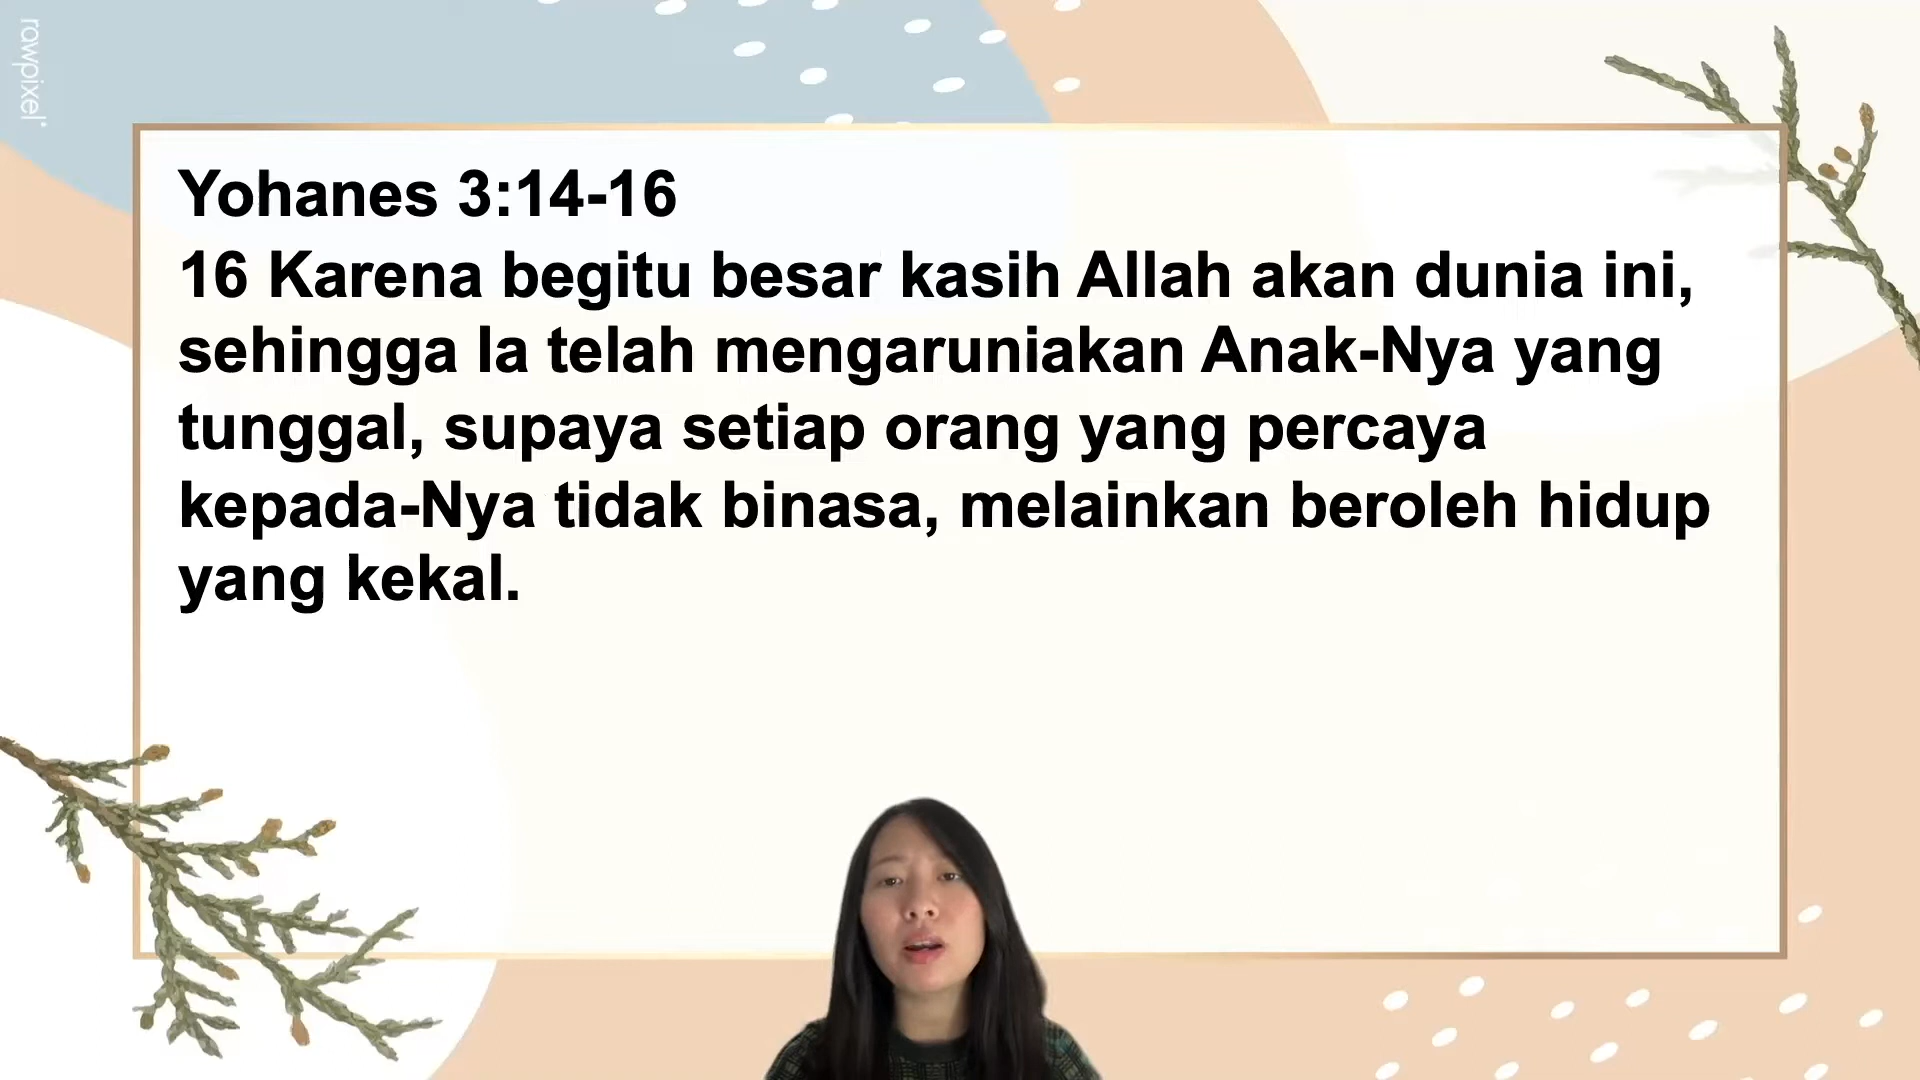 rawpixel
Yohanes 3:14-16
16 Karena begitu besar kasih Allah akan dunia ini,
sehingga Ia telah mengaruniakan Anak-Nya yang
tunggal, supaya setiap orang yang percaya
kepada-Nya tidak binasa, melainkan beroleh hidup
yang kekal.